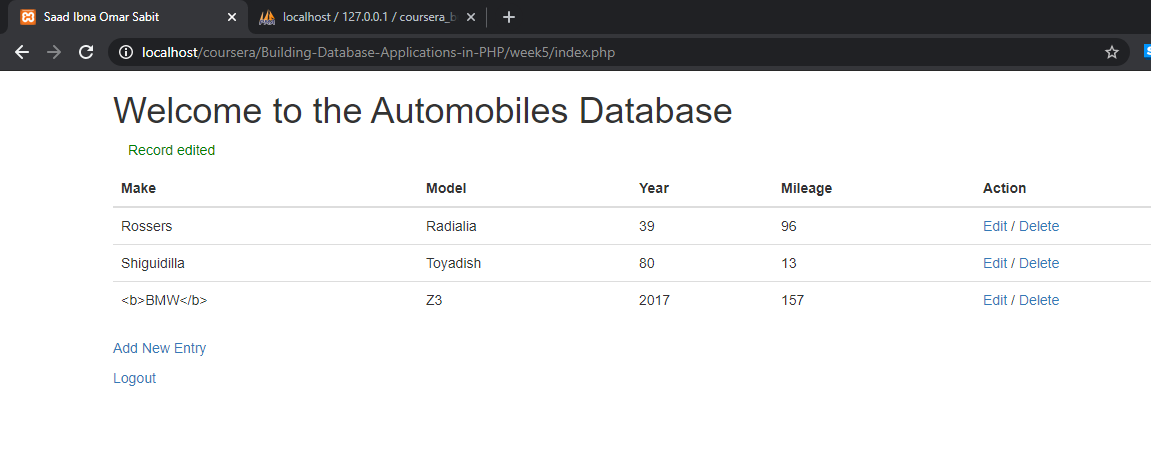 Saad Ibna Omar Sabit localhost / 127.0.0.1 / coursera_b
localhost/coursera/Building-Database-Applications-in-PHP/week5/index.php
Welcome to the Automobiles Database
Record edited
Make Model Year Mileage Action
Rossers Radialia 39 96 Edit / Delete
Shiguidilla Toyadish 80 13 Edit / Delete
<b>BMW</b> Z3 2017 157 Edit / Delete
Add New Entry
Logout